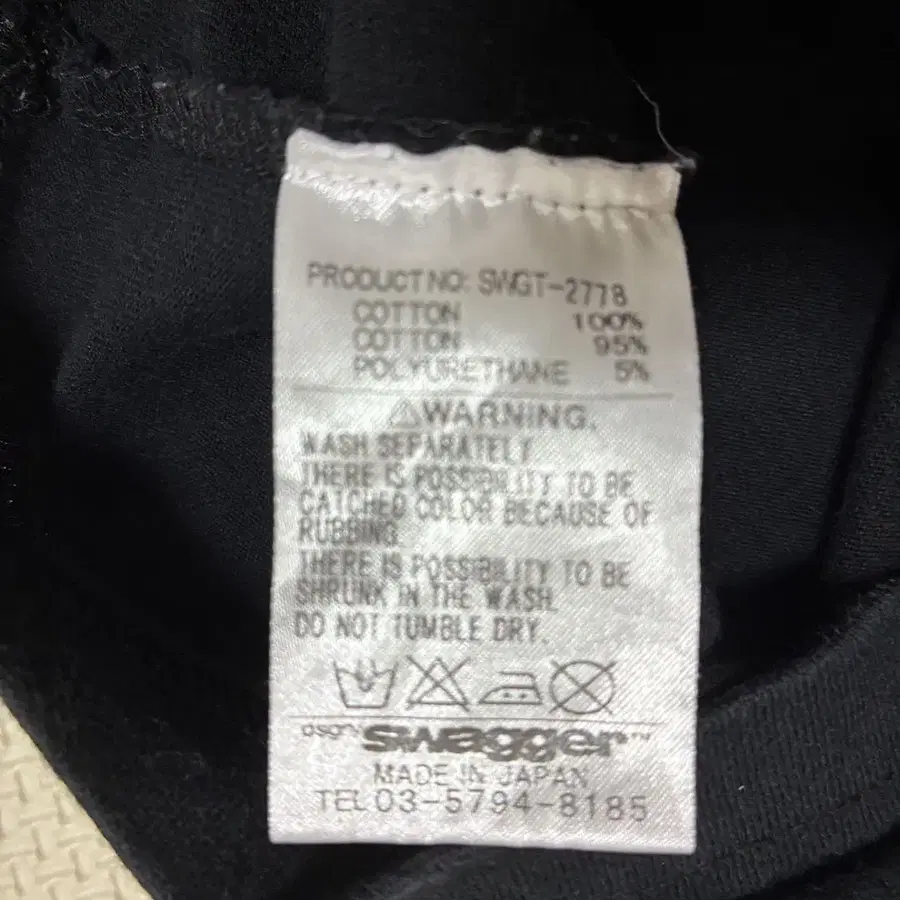 PRODUCT NO: SWGT-2778
COTTON 100%
COTTON 95%
POLYURETHANE 5%
⚠WARNING.
WASH SEPARATELY
THERE IS POSSIBILITY TO BE
CATCHED COLOR BECAUSE OF
RUBBING.
THERE IS POSSIBILITY TO BE
SHRUNK IN THE WASH.
DO NOT TUMBLE DRY.
dsgn swagger™
MADE IN JAPAN
TEL 03-5794-8185